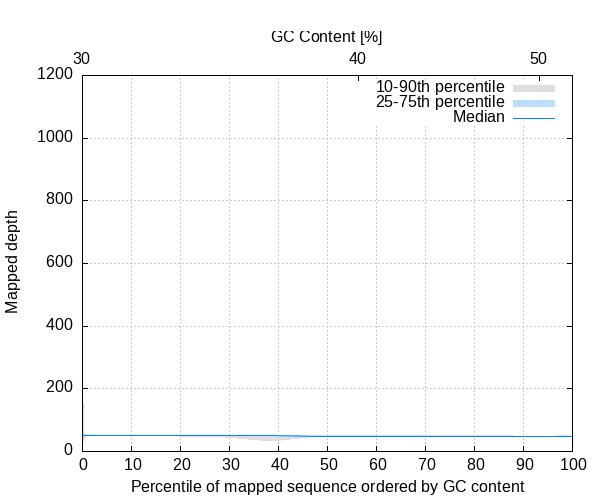 GC Content [%]
30 40 50
1200
1000
800
600
400
200
0
10-90th percentile
25-75th percentile
Median
Mapped depth
0 10 20 30 40 50 60 70 80 90 100
Percentile of mapped sequence ordered by GC content